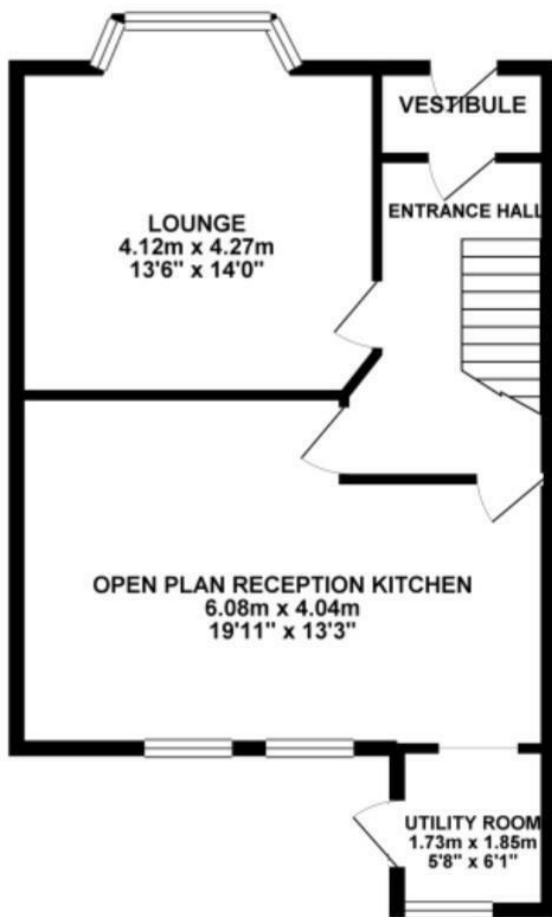 VESTIBULE
ENTRANCE HALL
LOUNGE
4.12m x 4.27m
13'6" x 14'0"
OPEN PLAN RECEPTION KITCHEN
6.08m x 4.04m
19'11" x 13'3"
UTILITY ROOM
1.73m x 1.85m
5'8" x 6'1"